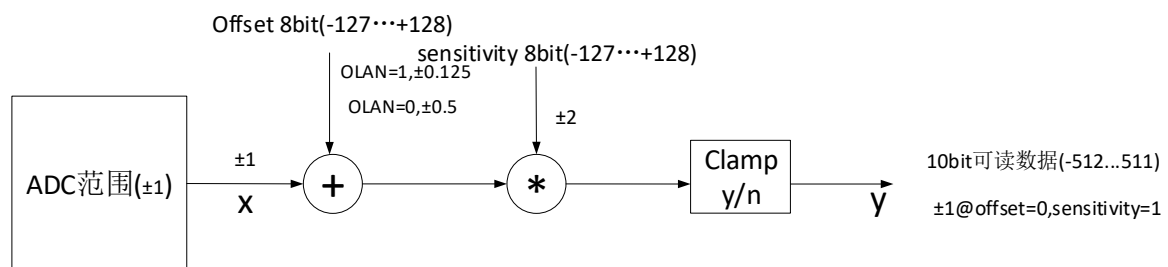 Offset 8bit(-127···+128)
sensitivity 8bit(-127···+128)
OLAN=1,±0.125
OLAN=0,±0.5
±2
ADC范围(±1)
±1
x
+
*
Clamp
y/n
y
10bit可读数据(-512...511)
±1@offset=0,sensitivity=1